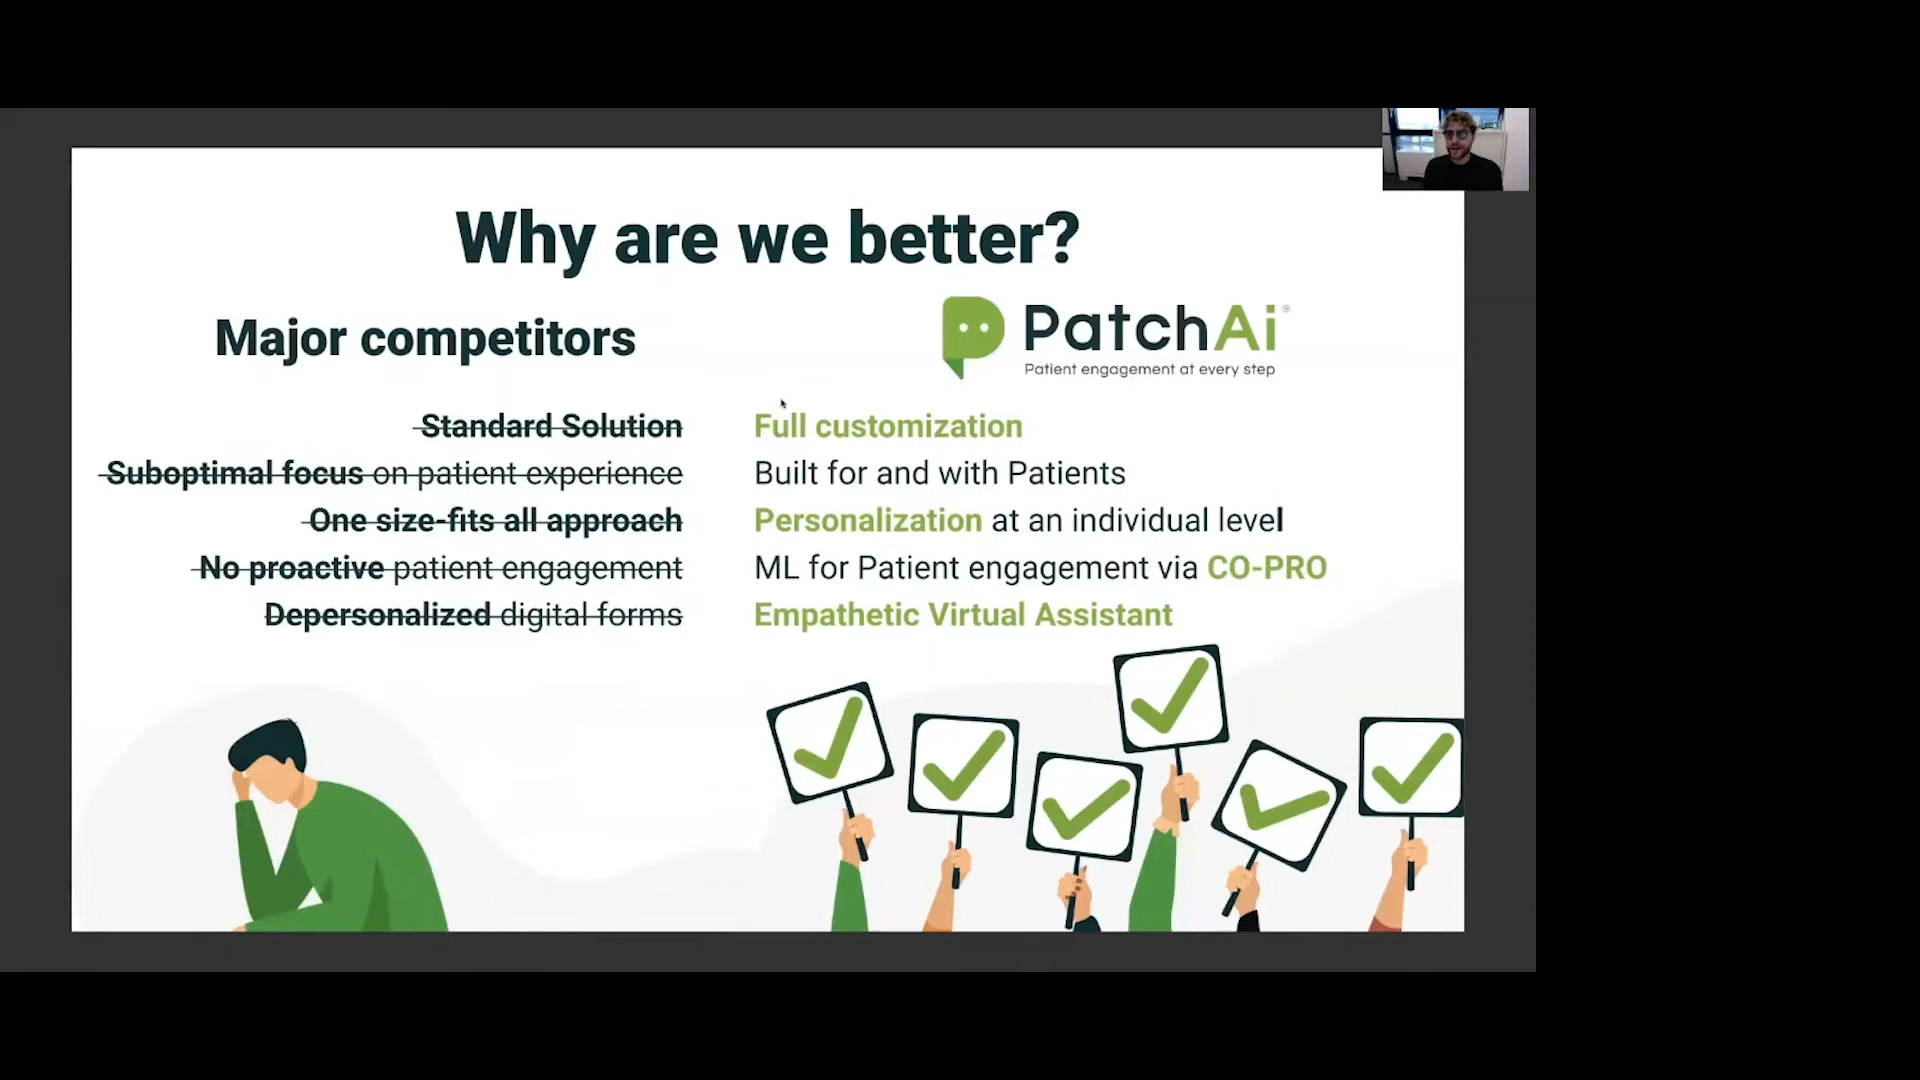 Why are we better?
Major competitors
PatchAi®
Patient engagement at every step
Standard Solution
Full customization
Suboptimal focus on patient experience
Built for and with Patients
One size-fits all approach
Personalization at an individual level
No proactive patient engagement
ML for Patient engagement via CO-PRO
Depersonalized digital forms
Empathetic Virtual Assistant